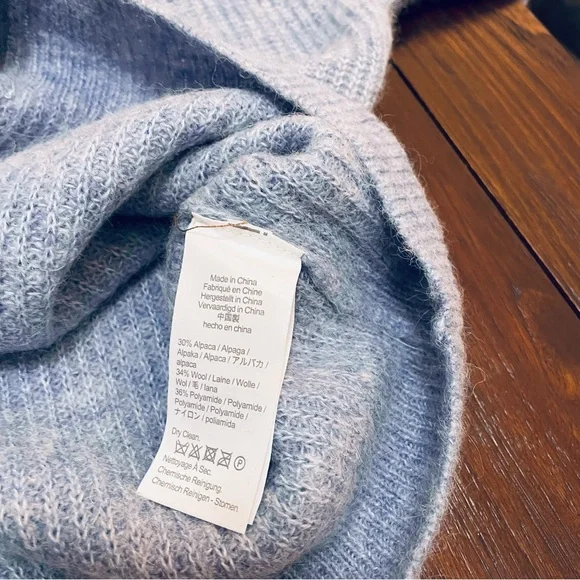 Made in China
Fabriqué en Chine
Hergestellt in China
Vervaardigd in China
中国製
hecho en china
30% Alpaca / Alpaga /
Alpaka / Alpaca / アルパカ /
alpaca
34% Wool / Laine / Wolle /
Wol / 毛 / lana
36% Polyamide / Polyamide /
Polyamide / Polyamide /
ナイロン / poliamida
Dry Clean.
P
Nettoyage À Sec.
Chemische Reinigung.
Chemisch Reinigen - Stomen